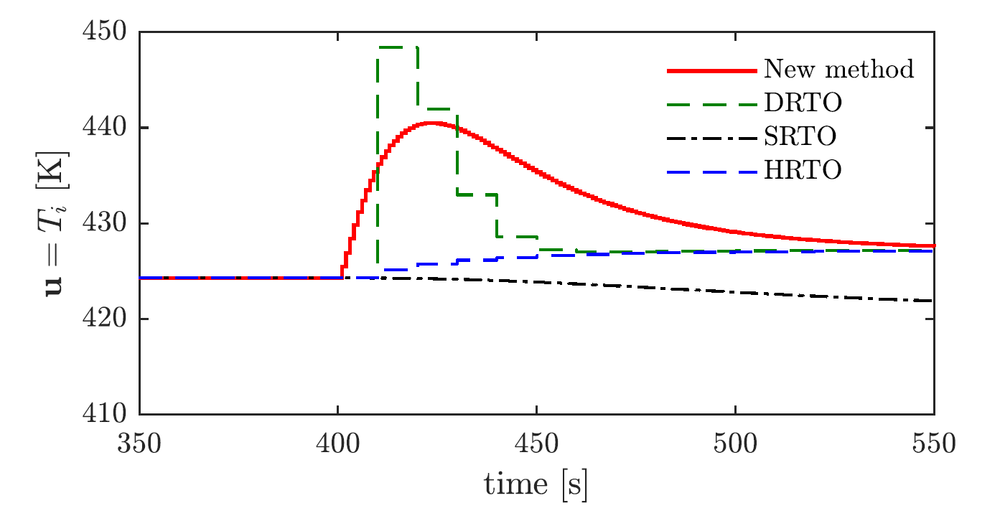 450
440
430
420
410
350 400 450 500 550
time [s]
u = T_i [K]
New method
DRTO
SRTO
HRTO